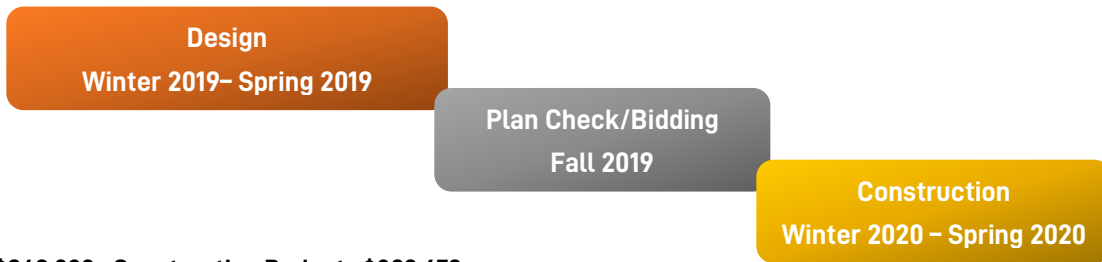 Design
Winter 2019– Spring 2019
Plan Check/Bidding
Fall 2019
Construction
Winter 2020 – Spring 2020